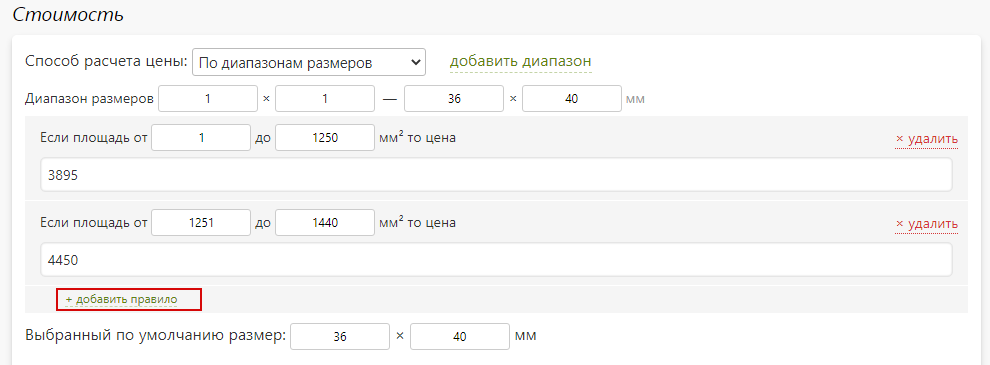 Стоимость
Способ расчета цены: По диапазонам размеров добавить диапазон
Диапазон размеров 1 × 1 — 36 × 40 мм
Если площадь от 1 до 1250 мм² то цена × удалить
3895
Если площадь от 1251 до 1440 мм² то цена × удалить
4450
+ добавить правило
Выбранный по умолчанию размер: 36 × 40 мм